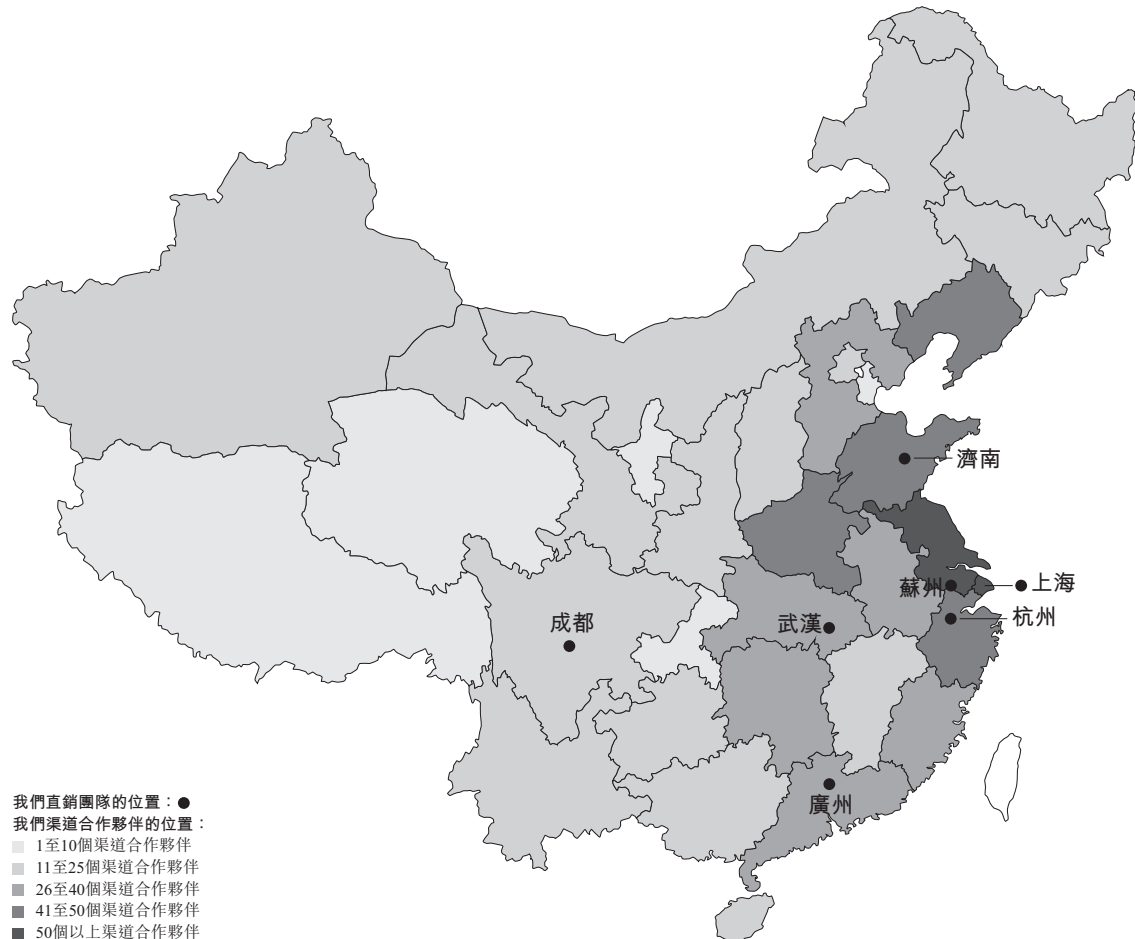 濟南
上海
蘇州
杭州
武漢
成都
廣州
我們直銷團隊的位置：
我們渠道合作夥伴的位置：
1至10個渠道合作夥伴
11至25個渠道合作夥伴
26至40個渠道合作夥伴
41至50個渠道合作夥伴
50個以上渠道合作夥伴